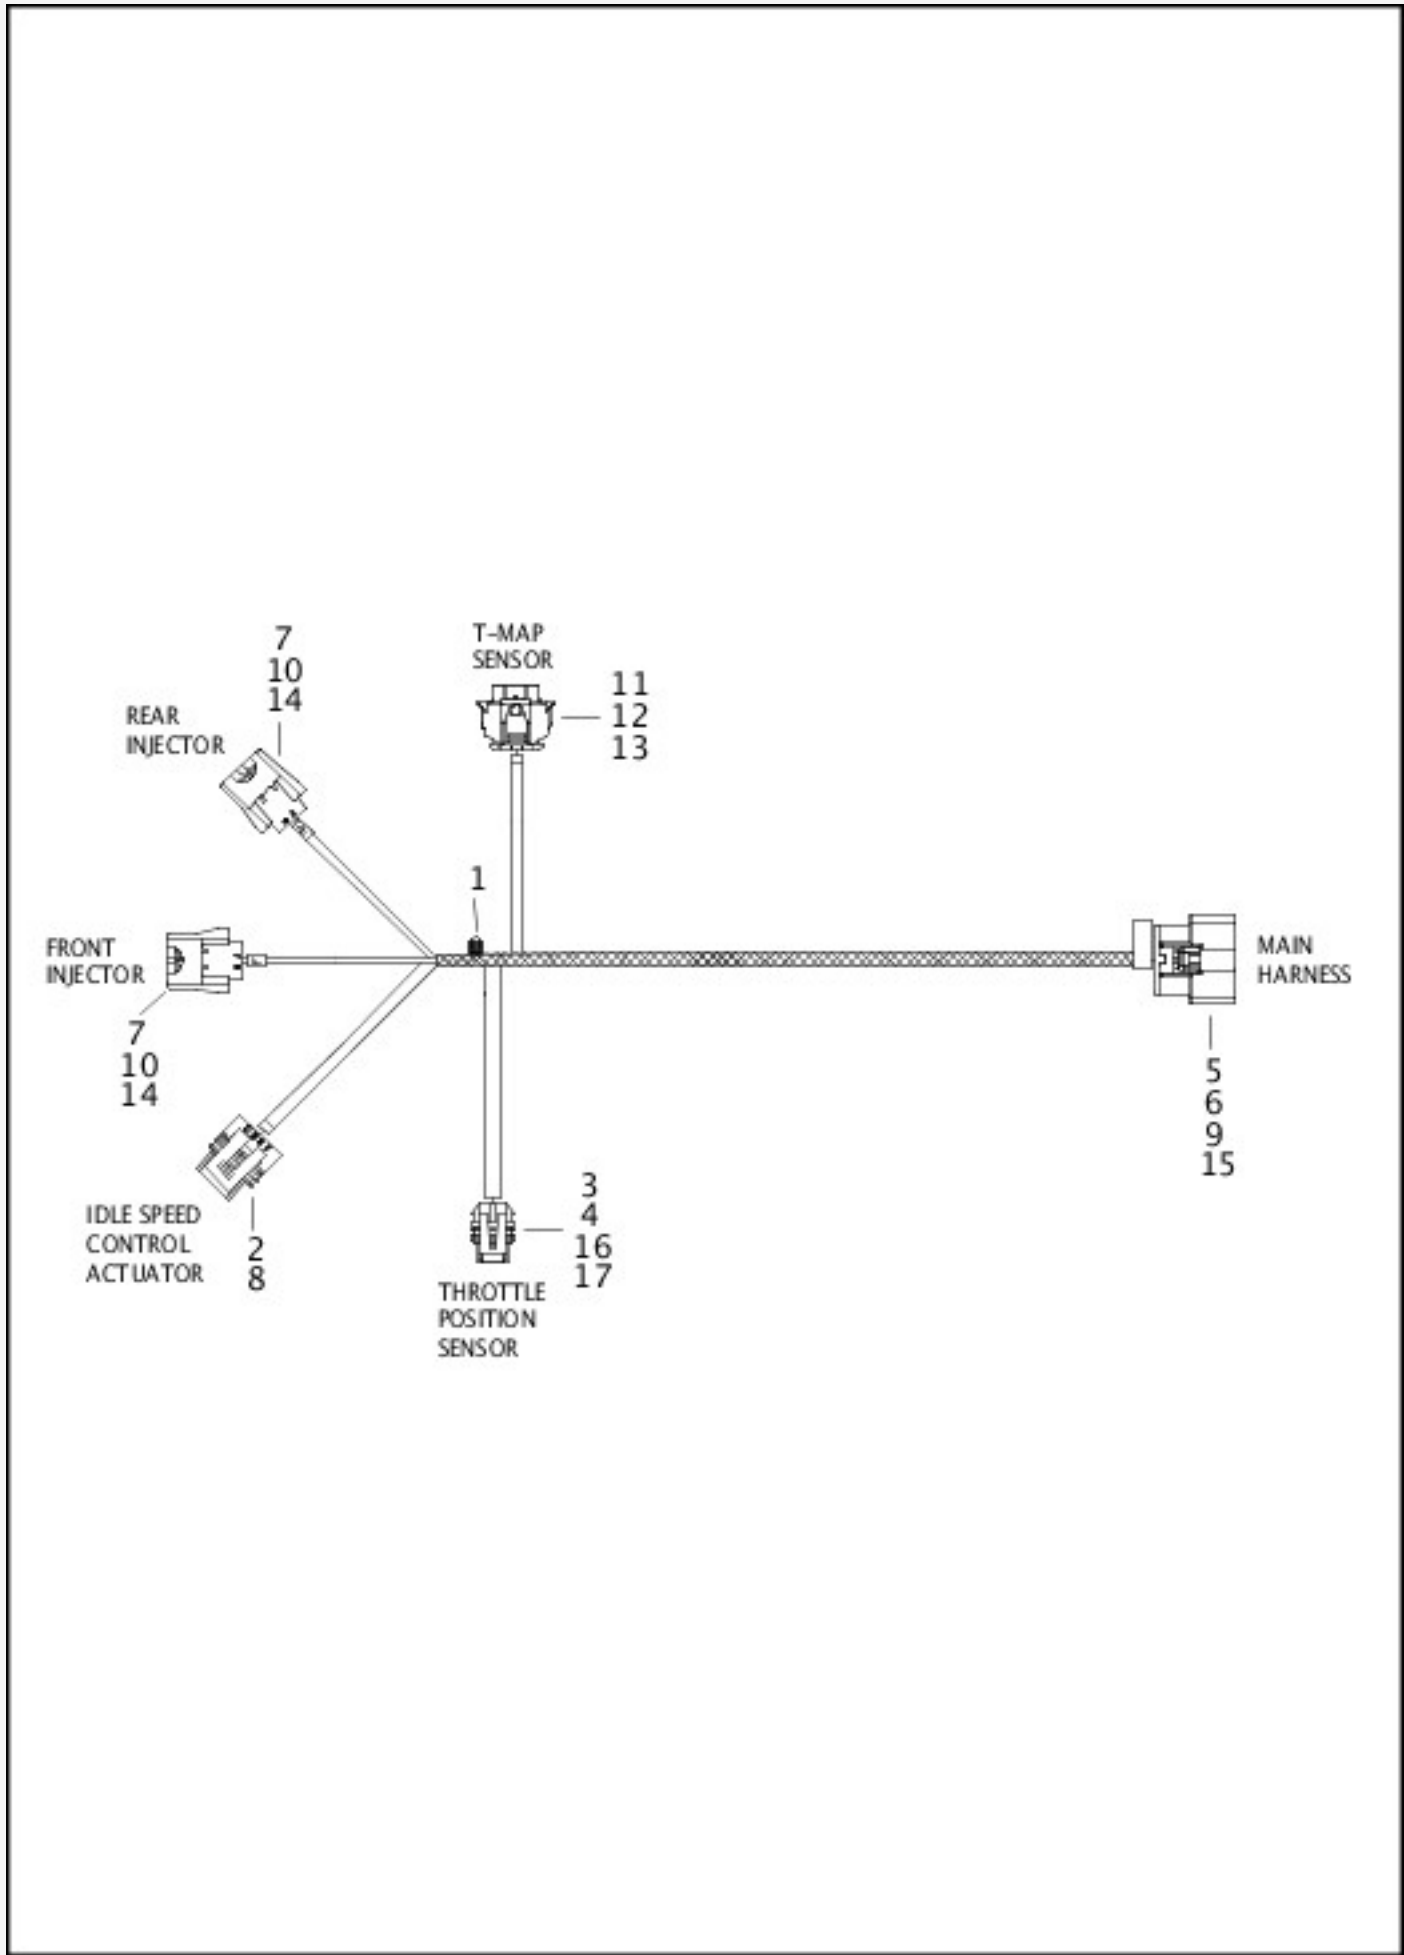 7
10
14
REAR
INJECTOR
T-MAP
SENSOR
11
12
13
1
FRONT
INJECTOR
7
10
14
MAIN
HARNESS
5
6
9
15
IDLE SPEED
CONTROL
ACTUATOR
2
8
3
4
16
17
THROTTLE
POSITION
SENSOR